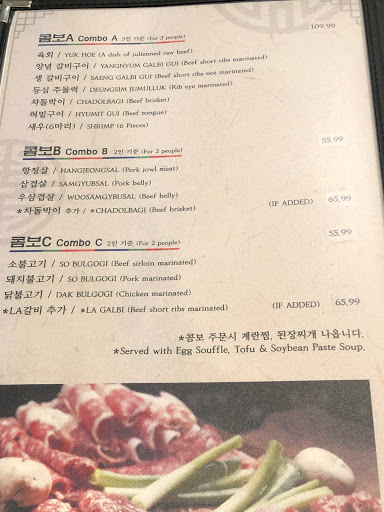 콤보A Combo A 3인 기준 (For 3 people) 109.99
육회 / YUK HOE (A dish of julienned raw beef)
양념 갈비구이 / YANGNYUM GALBI GUI (Beef short ribs marinated)
생 갈비구이 / SAENG GALBI GUI (Beef short ribs not marinated)
등심 주물럭 / DEUNGSIM JUMULLUK (Rib eye marinated)
차돌박이 / CHADOLBAGI (Beef brisket)
혀밑구이 / HYUMIT GUI (Beef tongue)
새우(6마리) / SHRIMP (6 Pieces)
콤보B Combo B 2인 기준 (For 2 people) 55.99
항정살 / HANGJEONGSAL (Pork jowl meat)
삼겹살 / SAMGYUBSAL (Pork belly)
우삼겹살 / WOOSAMGYBUSAL (Beef belly)
*차돌박이 추가 / *CHADOLBAGI (Beef brisket) (IF ADDED) 65,99
콤보C Combo C 2인 기준 (For 2 people) 55.99
소불고기 / SO BULGOGI (Beef sirloin marinated)
돼지불고기 / SO BULGOGI (Pork marinated)
닭불고기 / DAK BULGOGI (Chicken marinated)
*LA갈비 추가 / *LA GALBI (Beef short ribs marinated) (IF ADDED) 65,99
*콤보 주문시 계란찜, 된장찌개 나옵니다.
*Served with Egg Souffle, Tofu & Soybean Paste Soup.